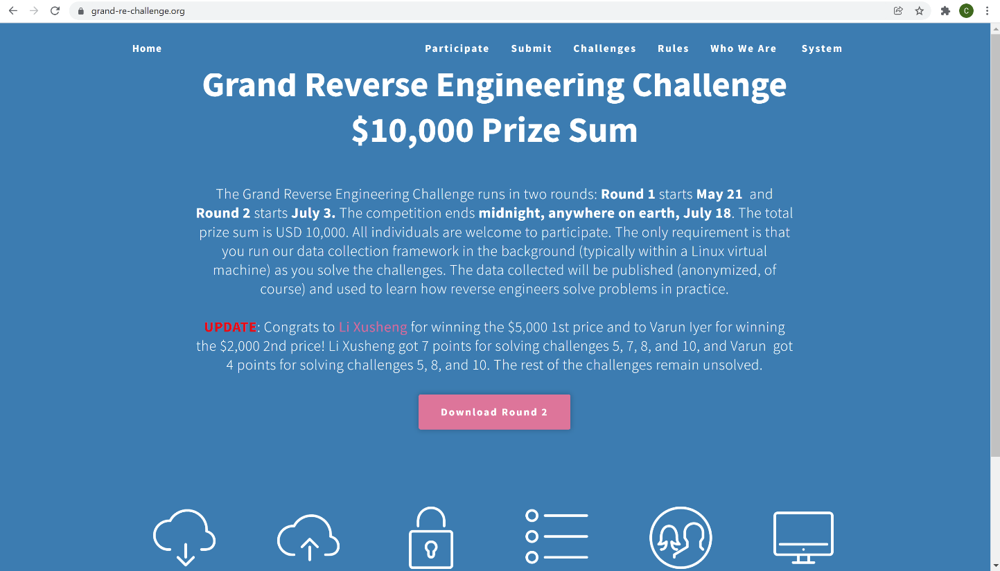 grand-re-challenge.org
C
Home Participate Submit Challenges Rules Who We Are System
Grand Reverse Engineering Challenge
$10,000 Prize Sum
The Grand Reverse Engineering Challenge runs in two rounds: Round 1 starts May 21 and
Round 2 starts July 3. The competition ends midnight, anywhere on earth, July 18. The total
prize sum is USD 10,000. All individuals are welcome to participate. The only requirement is that
you run our data collection framework in the background (typically within a Linux virtual
machine) as you solve the challenges. The data collected will be published (anonymized, of
course) and used to learn how reverse engineers solve problems in practice.
UPDATE: Congrats to Li Xusheng for winning the $5,000 1st price and to Varun Iyer for winning
the $2,000 2nd price! Li Xusheng got 7 points for solving challenges 5, 7, 8, and 10, and Varun got
4 points for solving challenges 5, 8, and 10. The rest of the challenges remain unsolved.
Download Round 2